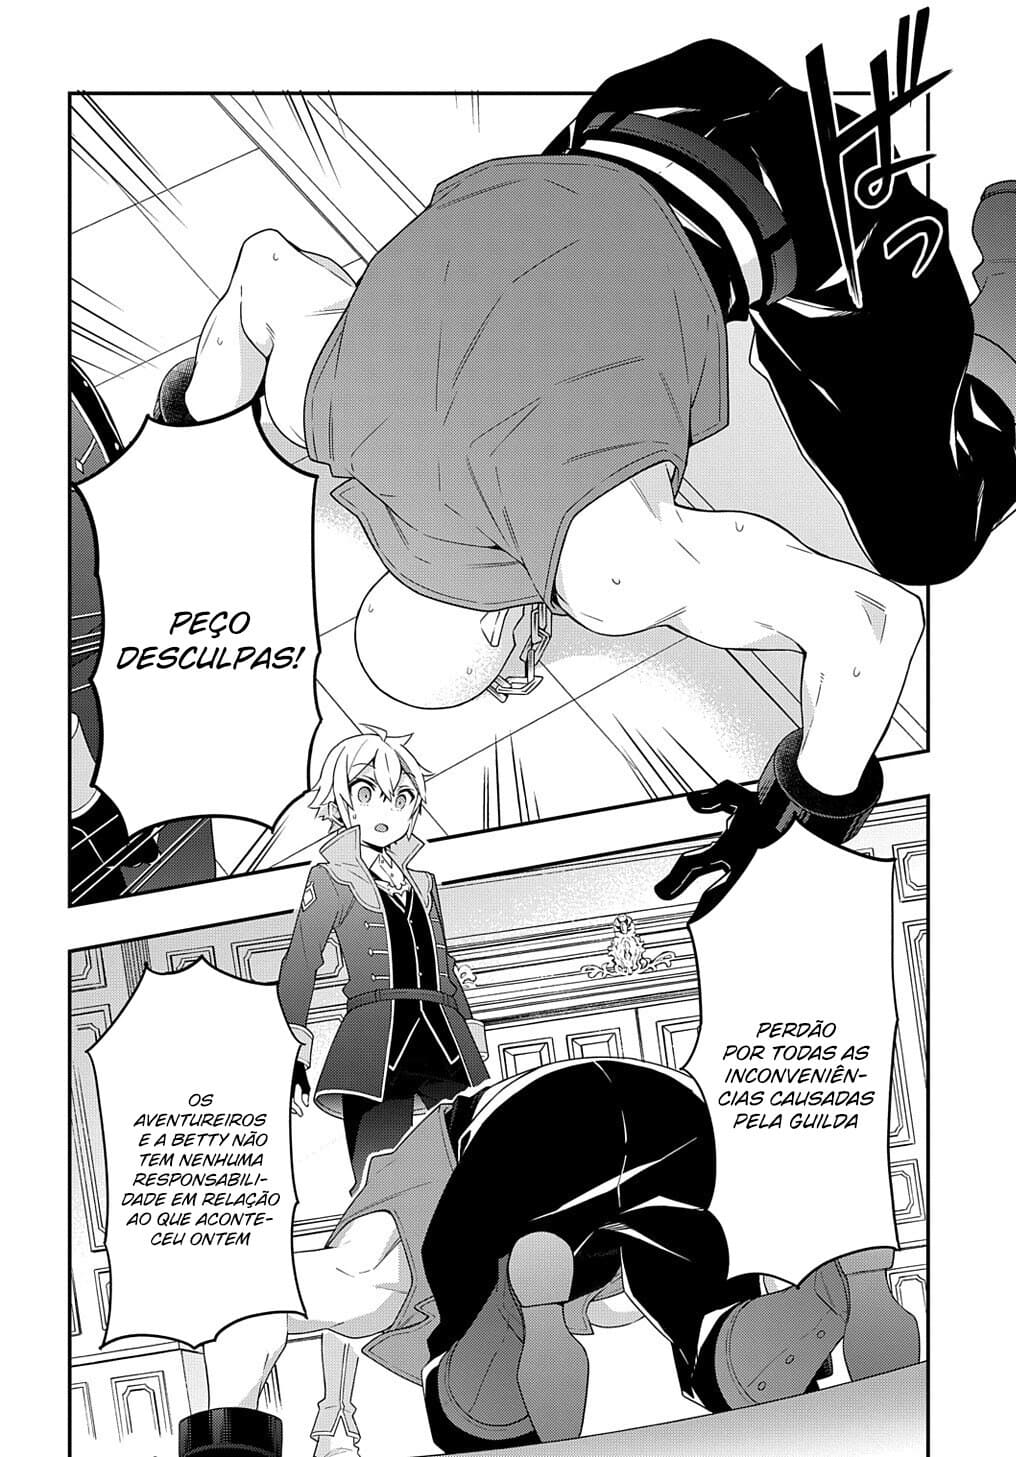 ばっ
PEÇO
DESCULPAS!
PERDÃO
POR TODAS AS
INCONVENIÊN-
CIAS CAUSADAS
PELA GUILDA
OS
AVENTUREIROS
E A BETTY NÃO
TEM NENHUMA
RESPONSABILI-
DADE EM RELAÇÃO
AO QUE ACONTE-
CEU ONTEM